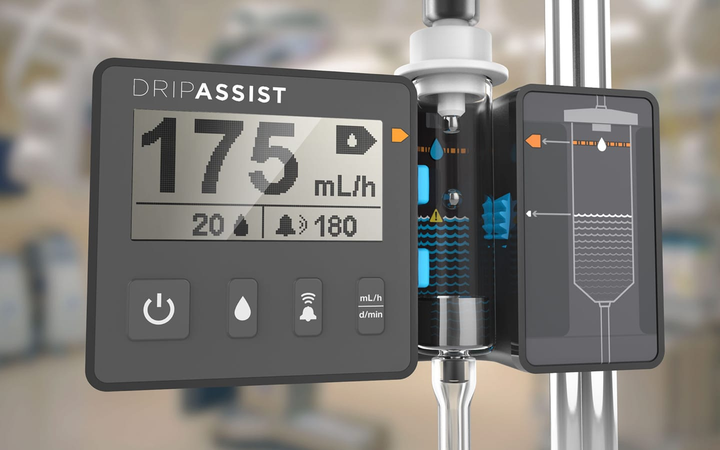 DRIPASSIST
175 mL/h
20 180
mL/h
d/min